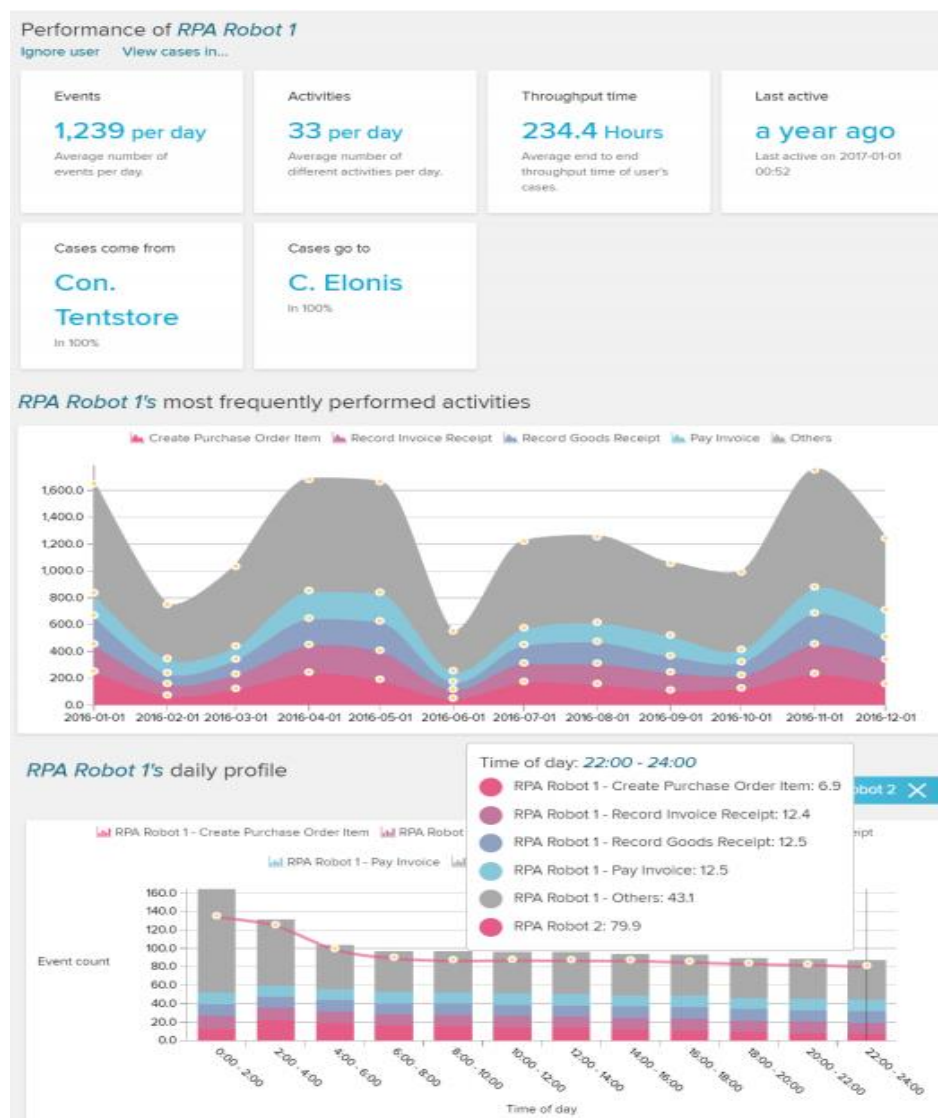 Performance of RPA Robot 1
Ignore user View cases in...
Events
1,239 per day
Average number of
events per day.
Activities
33 per day
Average number of
different activities per day.
Throughput time
234.4 Hours
Average end to end
throughput time of user's
cases.
Last active
a year ago
Last active on 2017-01-01
00:52
Cases come from
Con.
Tentstore
In 100%
Cases go to
C. Elonis
In 100%
RPA Robot 1's most frequently performed activities
Create Purchase Order Item Record Invoice Receipt Record Goods Receipt Pay Invoice Others
1,600.0
1,400.0
1,200.0
1,000.0
800.0
600.0
400.0
200.0
0.0
2016-01-01 2016-02-01 2016-03-01 2016-04-01 2016-05-01 2016-06-01 2016-07-01 2016-08-01 2016-09-01 2016-10-01 2016-11-01 2016-12-01
RPA Robot 1's daily profile
Time of day: 22:00 - 24:00
RPA Robot 1 - Create Purchase Order Item: 6.9
RPA Robot 1 - Record Invoice Receipt: 12.4
RPA Robot 1 - Record Goods Receipt: 12.5
RPA Robot 1 - Pay Invoice: 12.5
RPA Robot 1 - Others: 43.1
RPA Robot 2: 79.9
obot 2
RPA Robot 1 - Create Purchase Order Item RPA Robot
RPA Robot 1 - Pay Invoice
160.0
140.0
120.0
100.0
80.0
60.0
40.0
20.0
0.0
Event count
0:00 - 2:00 2:00 - 4:00 4:00 - 6:00 6:00 - 8:00 8:00 - 10:00 10:00 - 12:00 12:00 - 14:00 14:00 - 16:00 16:00 - 18:00 18:00 - 20:00 20:00 - 22:00 22:00 - 24:00
Time of day